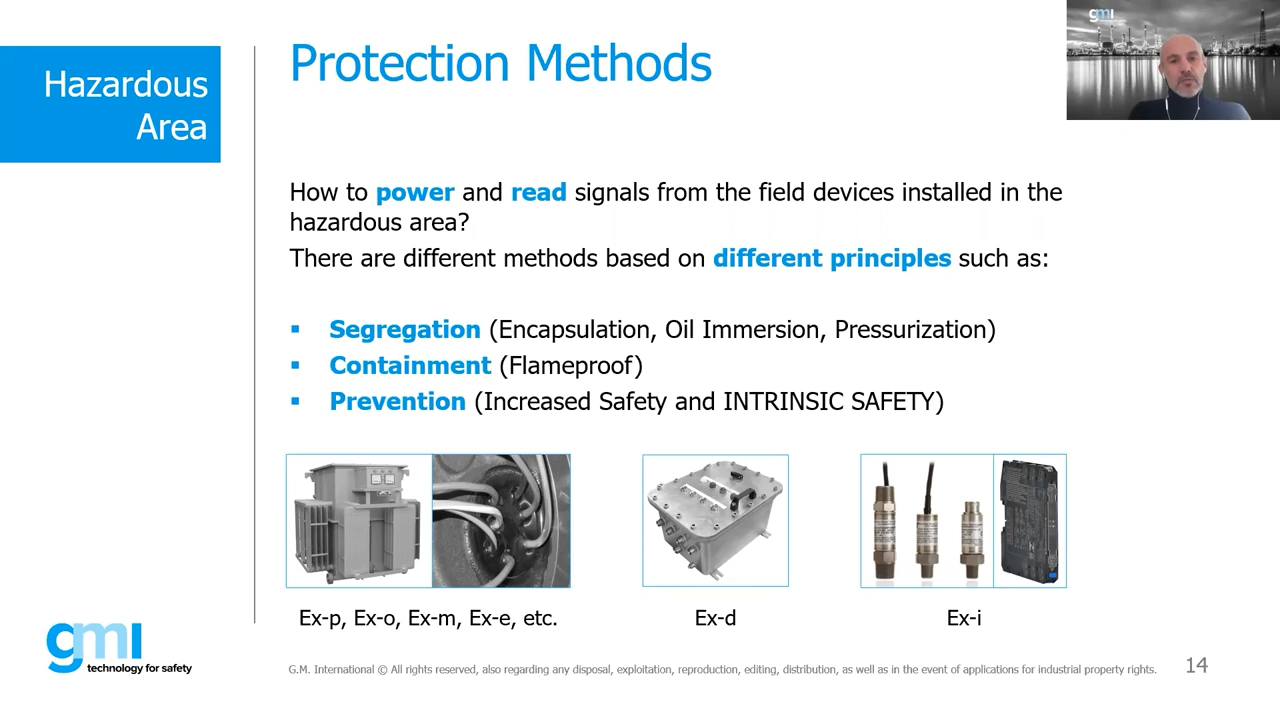 Hazardous
Area
Protection Methods
gmi
How to power and read signals from the field devices installed in the
hazardous area?
There are different methods based on different principles such as:
▪ Segregation (Encapsulation, Oil Immersion, Pressurization)
▪ Containment (Flameproof)
▪ Prevention (Increased Safety and INTRINSIC SAFETY)
Ex-p, Ex-o, Ex-m, Ex-e, etc.
Ex-d
Ex-i
gmi
technology for safety
G.M. International © All rights reserved, also regarding any disposal, exploitation, reproduction, editing, distribution, as well as in the event of applications for industrial property rights.
14